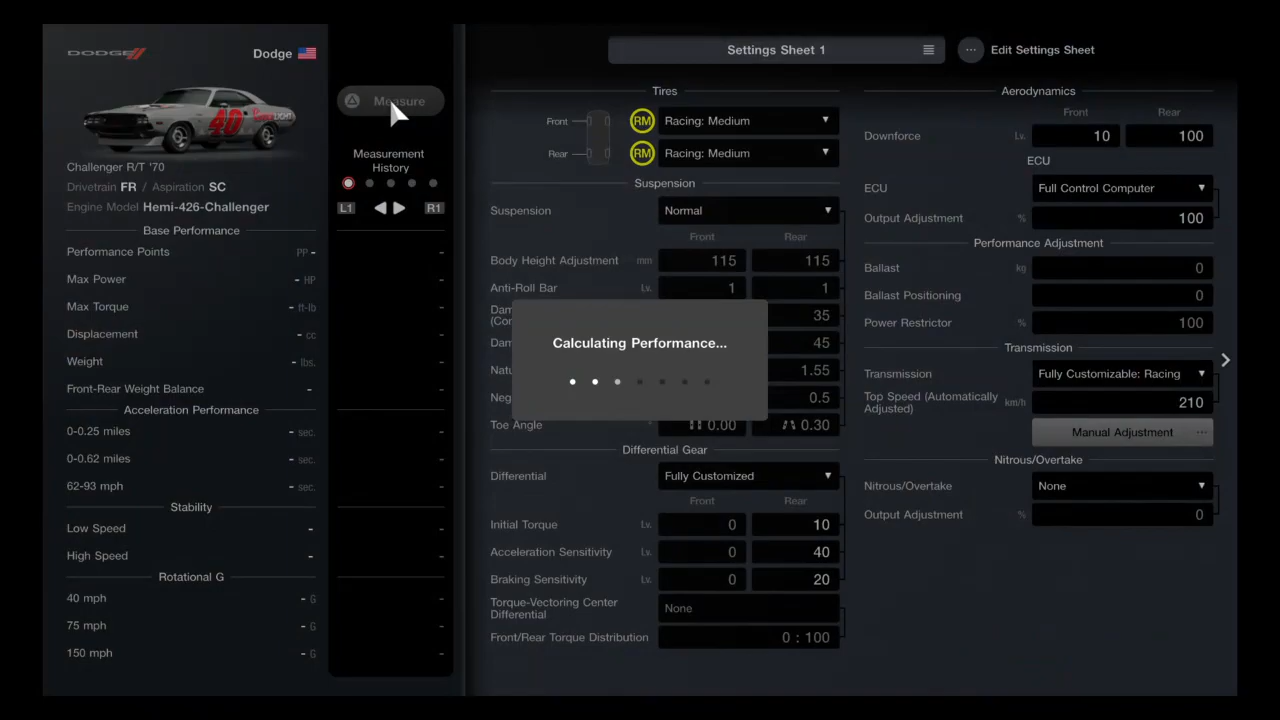 DODGE
Dodge
40
Challenger R/T '70
Drivetrain FR / Aspiration SC
Engine Model Hemi-426-Challenger
Base Performance
Performance Points PP -
Max Power - HP
Max Torque - ft-lb
Displacement - cc
Weight - lbs.
Front-Rear Weight Balance -
Acceleration Performance
0-0.25 miles - sec.
0-0.62 miles - sec.
62-93 mph - sec.
Stability
Low Speed -
High Speed -
Rotational G
40 mph - G
75 mph - G
150 mph - G
Measure
Measurement
History
L1 R1
-
-
-
-
-
-
-
-
-
-
-
-
-
-
Settings Sheet 1
Edit Settings Sheet
Tires
Front RM Racing: Medium
Rear RM Racing: Medium
Suspension
Suspension Normal
Front Rear
Body Height Adjustment mm 115 115
Anti-Roll Bar Lv. 1 1
35
45
1.55
0.5
Toe Angle 0.00 0.30
Calculating Performance...
Differential Gear
Differential Fully Customized
Front Rear
Initial Torque Lv. 0 10
Acceleration Sensitivity Lv. 0 40
Braking Sensitivity Lv. 0 20
Torque-Vectoring Center
Differential
None
Front/Rear Torque Distribution 0 : 100
Aerodynamics
Front Rear
Downforce Lv. 10 100
ECU
ECU Full Control Computer
Output Adjustment % 100
Performance Adjustment
Ballast kg 0
Ballast Positioning 0
Power Restrictor % 100
Transmission
Transmission Fully Customizable: Racing
Top Speed (Automatically
Adjusted) km/h 210
Manual Adjustment ...
Nitrous/Overtake
Nitrous/Overtake None
Output Adjustment % 0